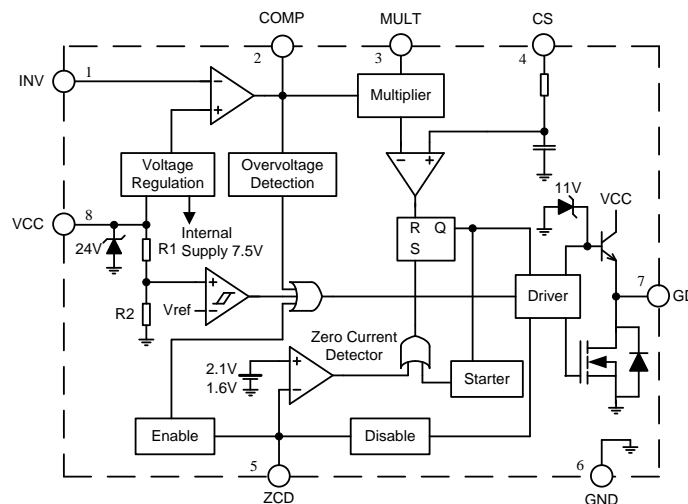 COMP
MULT
CS
2
3
4
INV
1
Multiplier
Voltage
Regulation
Overvoltage
Detection
11V
VCC
VCC
8
Internal
Supply 7.5V
24V
R1
R
Q
S
7
GD
R2
Vref
Driver
Zero Current
Detector
2.1V
1.6V
Starter
Enable
Disable
5
6
ZCD
GND